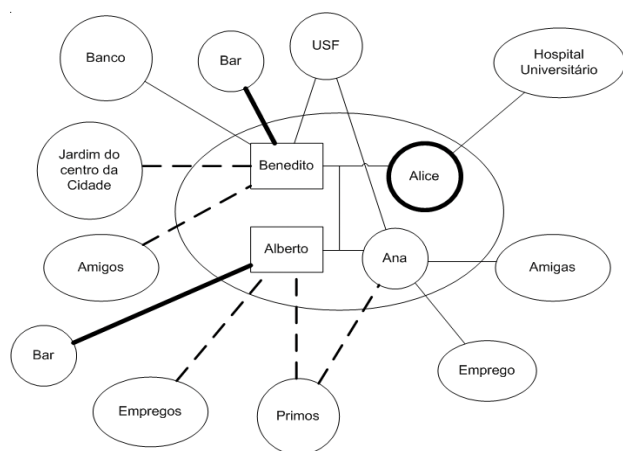 USF
Banco
Bar
Hospital
Universitário
Jardim do
centro da
Cidade
Benedito
Alice
Amigos
Alberto
Ana
Amigas
Bar
Emprego
Empregos
Primos